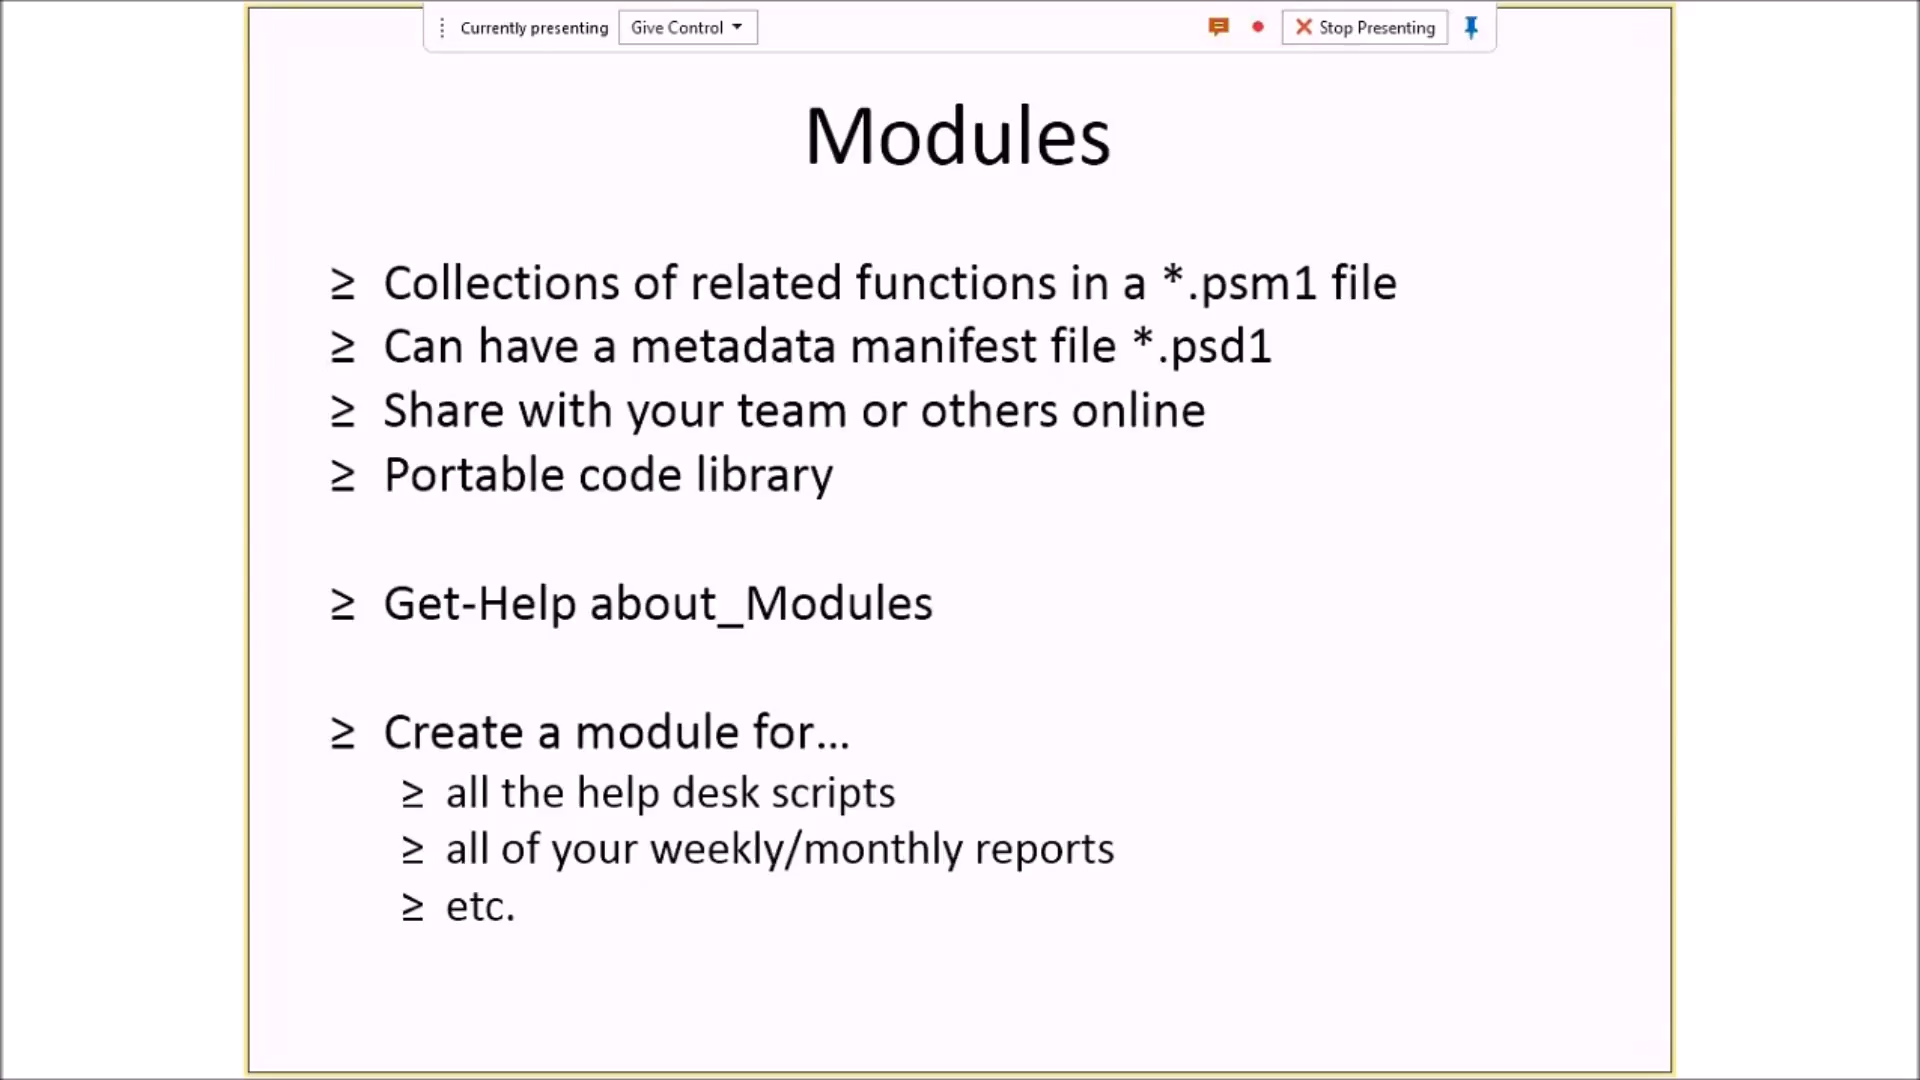 Currently presenting Give Control Stop Presenting
Modules
≥ Collections of related functions in a *.psm1 file
≥ Can have a metadata manifest file *.psd1
≥ Share with your team or others online
≥ Portable code library
≥ Get-Help about_Modules
≥ Create a module for...
≥ all the help desk scripts
≥ all of your weekly/monthly reports
≥ etc.